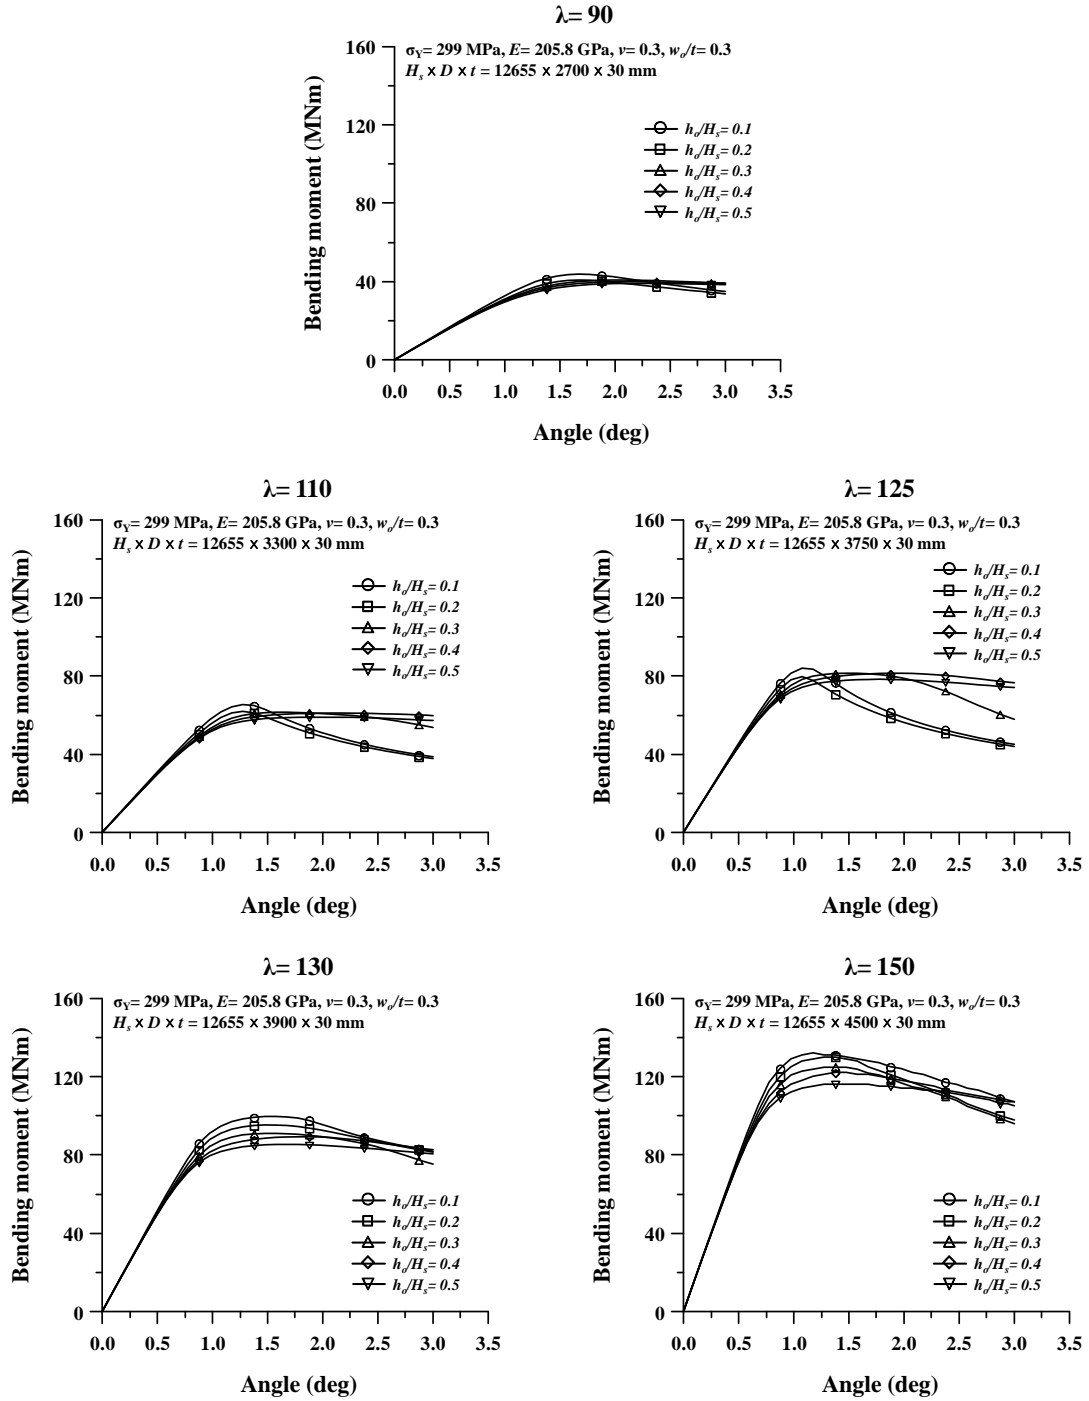 λ= 90
σY= 299 MPa, E= 205.8 GPa, ν= 0.3, wo/t= 0.3
Hs x D x t = 12655 x 2700 x 30 mm
160
120
80
40
0
Bending moment (MNm)
ho/Hs= 0.1
ho/Hs= 0.2
ho/Hs= 0.3
ho/Hs= 0.4
ho/Hs= 0.5
0.0 0.5 1.0 1.5 2.0 2.5 3.0 3.5
Angle (deg)
λ= 110
σY= 299 MPa, E= 205.8 GPa, ν= 0.3, wo/t= 0.3
Hs x D x t = 12655 x 3300 x 30 mm
160
120
80
40
0
Bending moment (MNm)
ho/Hs= 0.1
ho/Hs= 0.2
ho/Hs= 0.3
ho/Hs= 0.4
ho/Hs= 0.5
0.0 0.5 1.0 1.5 2.0 2.5 3.0 3.5
Angle (deg)
λ= 125
σY= 299 MPa, E= 205.8 GPa, ν= 0.3, wo/t= 0.3
Hs x D x t = 12655 x 3750 x 30 mm
160
120
80
40
0
Bending moment (MNm)
ho/Hs= 0.1
ho/Hs= 0.2
ho/Hs= 0.3
ho/Hs= 0.4
ho/Hs= 0.5
0.0 0.5 1.0 1.5 2.0 2.5 3.0 3.5
Angle (deg)
λ= 130
σY= 299 MPa, E= 205.8 GPa, ν= 0.3, wo/t= 0.3
Hs x D x t = 12655 x 3900 x 30 mm
160
120
80
40
0
Bending moment (MNm)
ho/Hs= 0.1
ho/Hs= 0.2
ho/Hs= 0.3
ho/Hs= 0.4
ho/Hs= 0.5
0.0 0.5 1.0 1.5 2.0 2.5 3.0 3.5
Angle (deg)
λ= 150
σY= 299 MPa, E= 205.8 GPa, ν= 0.3, wo/t= 0.3
Hs x D x t = 12655 x 4500 x 30 mm
160
120
80
40
0
Bending moment (MNm)
ho/Hs= 0.1
ho/Hs= 0.2
ho/Hs= 0.3
ho/Hs= 0.4
ho/Hs= 0.5
0.0 0.5 1.0 1.5 2.0 2.5 3.0 3.5
Angle (deg)